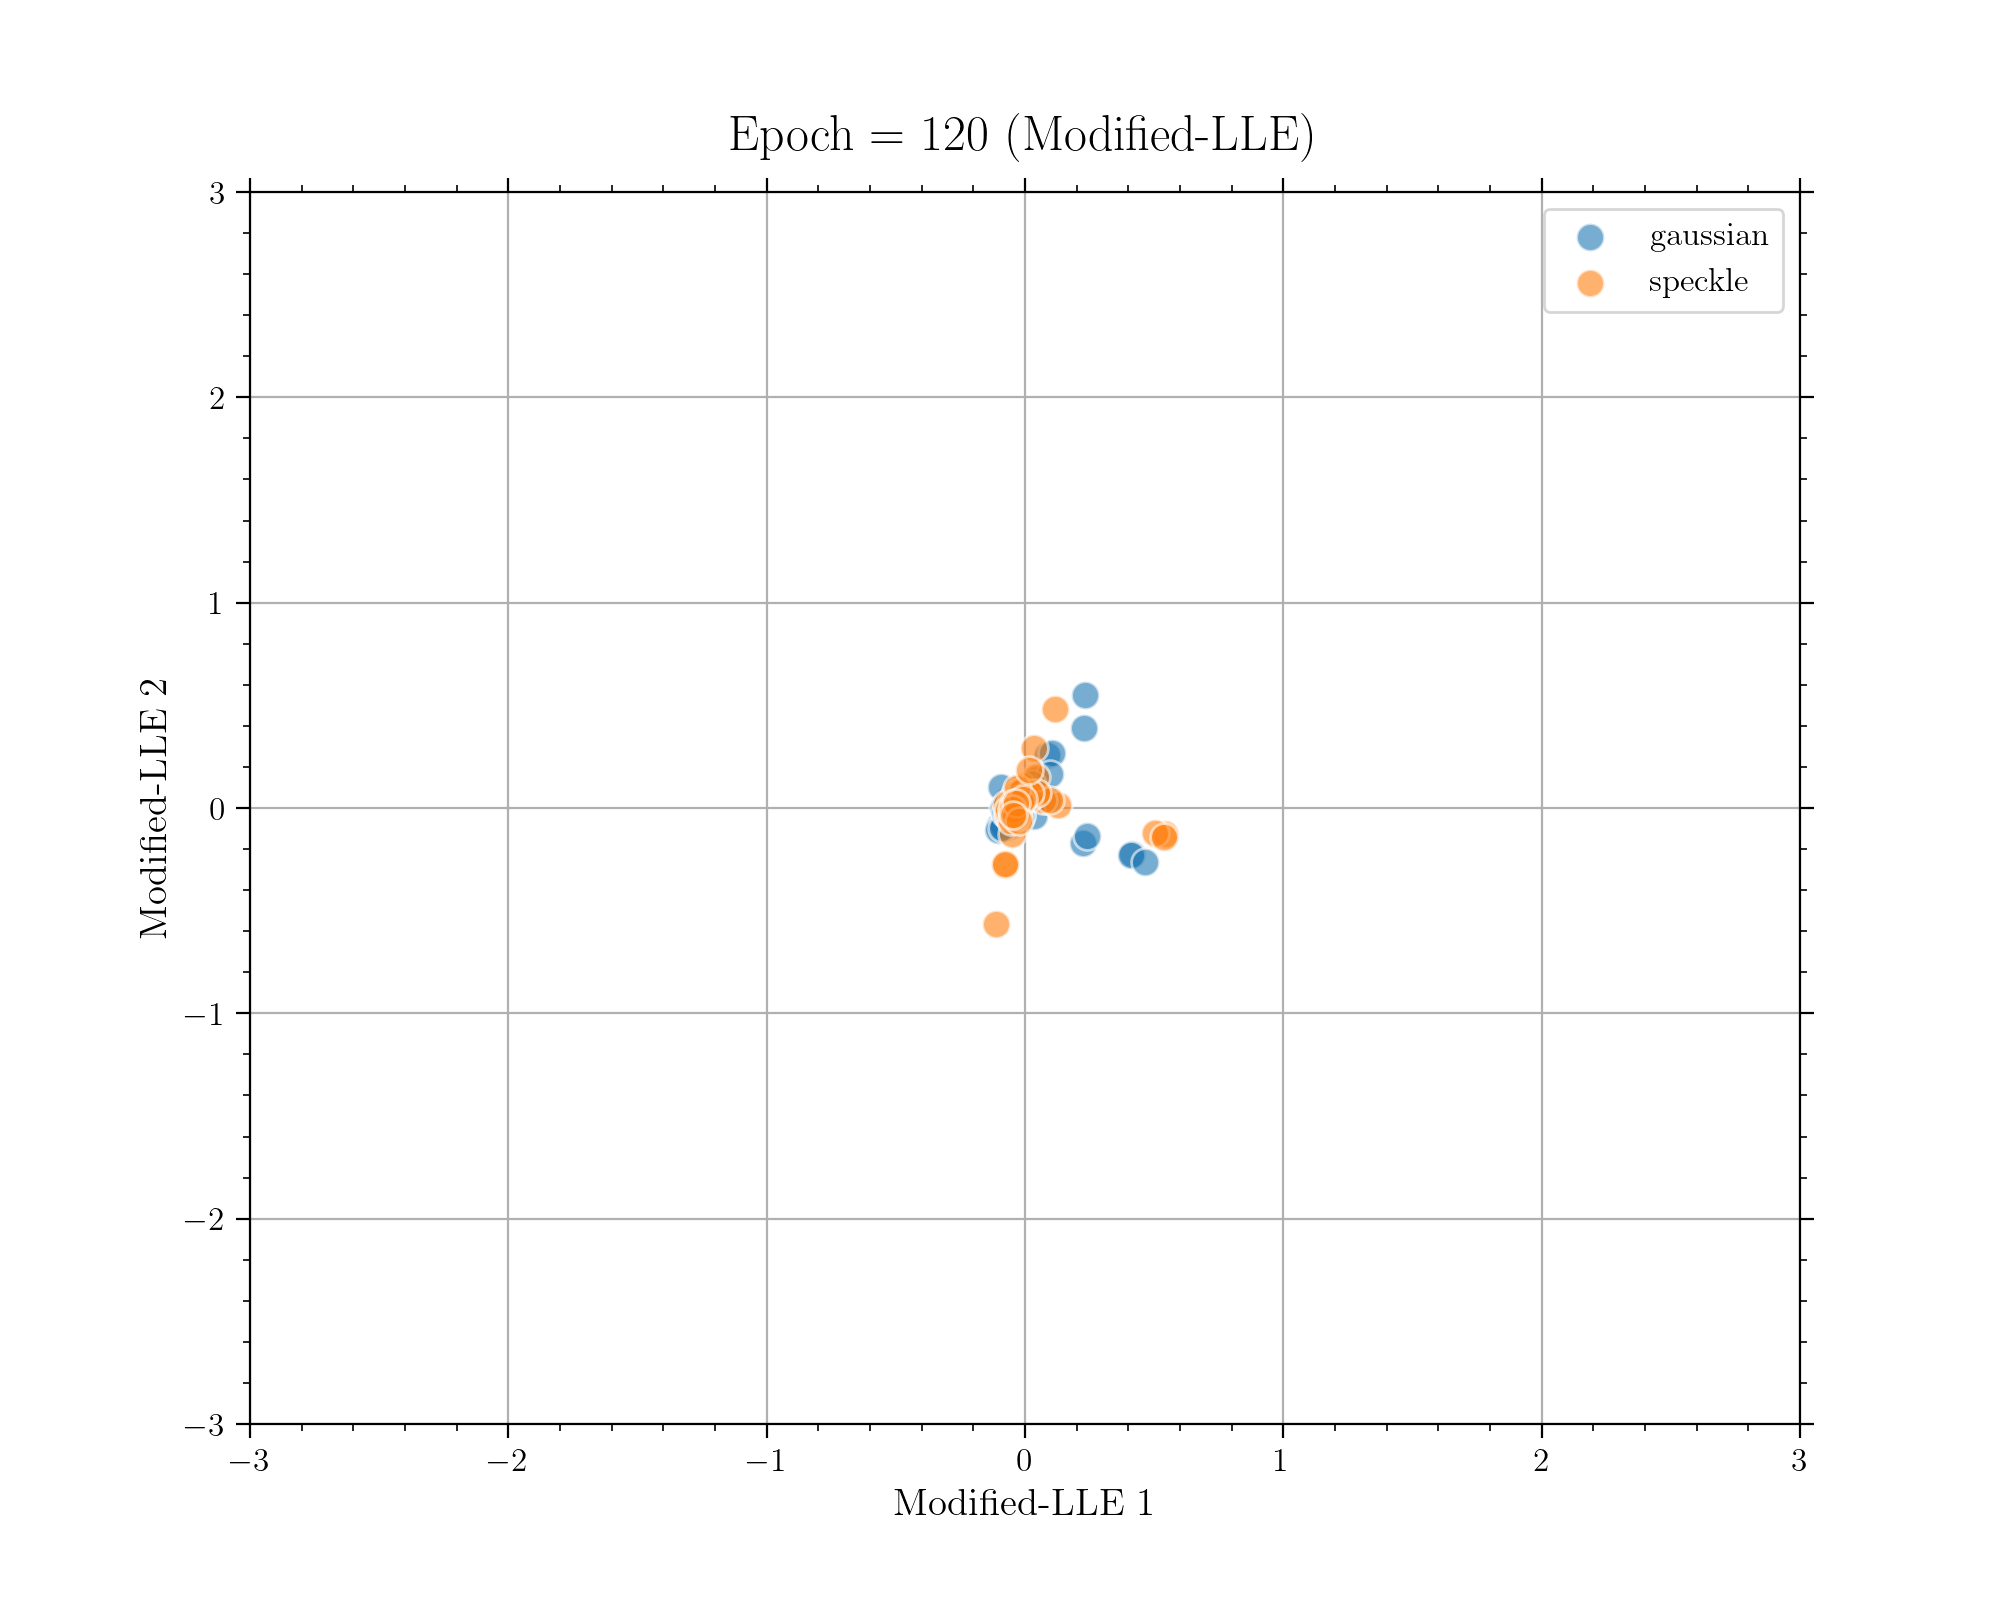 Epoch = 120 (Modified-LLE)
gaussian
speckle
Modified-LLE 2
3
2
1
0
−1
−2
−3
−3
−2
−1
0
1
2
3
Modified-LLE 1